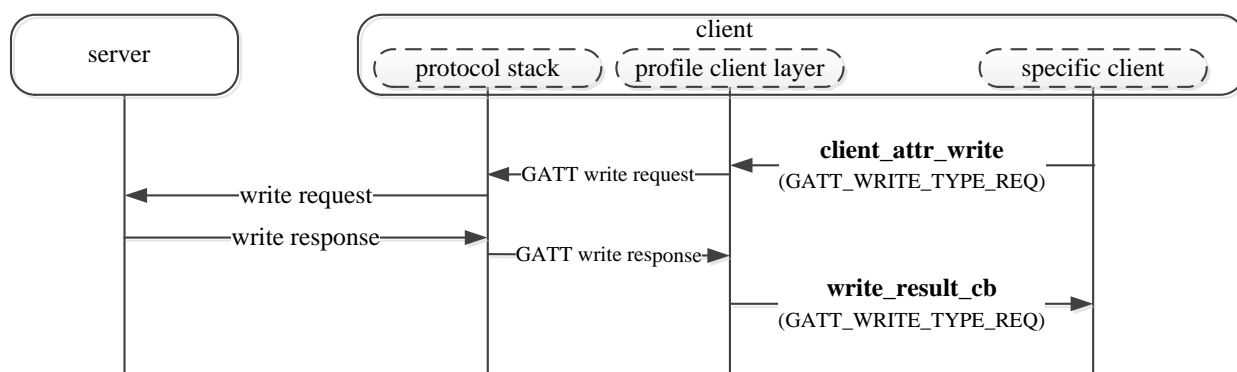 client
server
protocol stack
profile client layer
specific client
client_attr_write
GATT write request
(GATT_WRITE_TYPE_REQ)
write request
write response
GATT write response
write_result_cb
(GATT_WRITE_TYPE_REQ)